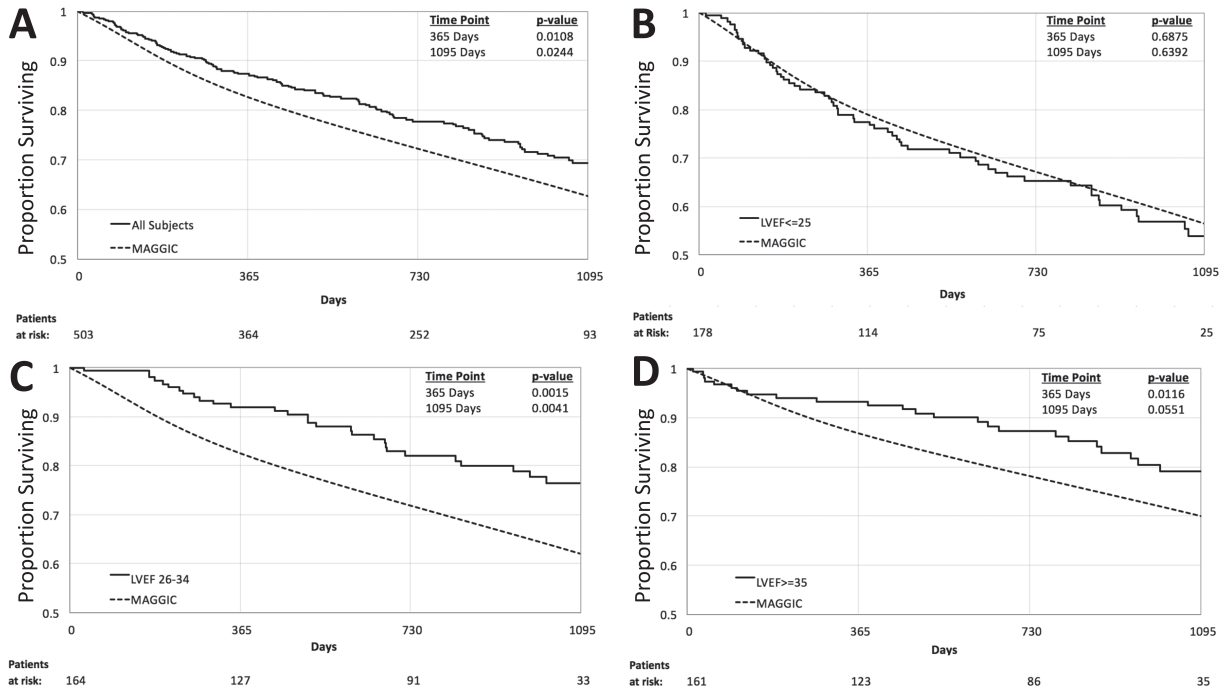 A
Proportion Surviving
1
0.9
0.8
0.7
0.6
0.5
Time Point p-value
365 Days 0.0108
1095 Days 0.0244
All Subjects
MAGGIC
0 365 730 1095
Days
Patients
at risk: 503 364 252 93
B
Proportion Surviving
1
0.9
0.8
0.7
0.6
0.5
Time Point p-value
365 Days 0.6875
1095 Days 0.6392
LVEF<=25
MAGGIC
0 365 730 1095
Days
Patients
at Risk: 178 114 75 25
C
Proportion Surviving
1
0.9
0.8
0.7
0.6
0.5
Time Point p-value
365 Days 0.0015
1095 Days 0.0041
LVEF 26-34
MAGGIC
0 365 730 1095
Days
Patients
at risk: 164 127 91 33
D
Proportion Surviving
1
0.9
0.8
0.7
0.6
0.5
Time Point p-value
365 Days 0.0116
1095 Days 0.0551
LVEF>=35
MAGGIC
0 365 730 1095
Days
Patients
at risk: 161 123 86 35